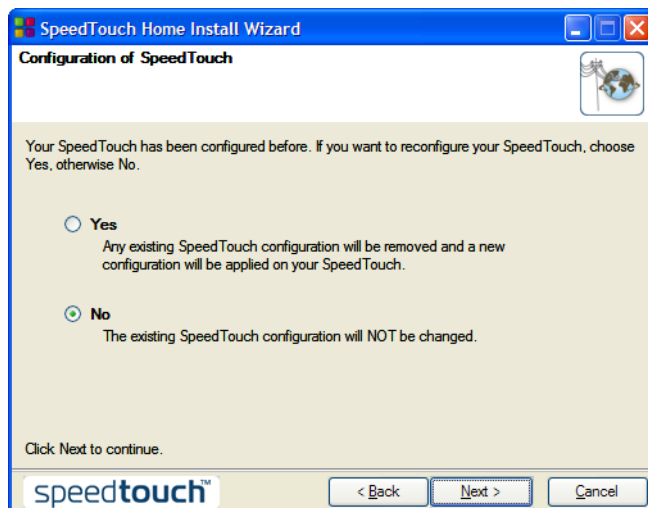 SpeedTouch Home Install Wizard
Configuration of SpeedTouch
Your SpeedTouch has been configured before. If you want to reconfigure your SpeedTouch, choose
Yes, otherwise No.
Yes
Any existing SpeedTouch configuration will be removed and a new
configuration will be applied on your SpeedTouch.
No
The existing SpeedTouch configuration will NOT be changed.
Click Next to continue.
speedtouch™
< Back
Next >
Cancel